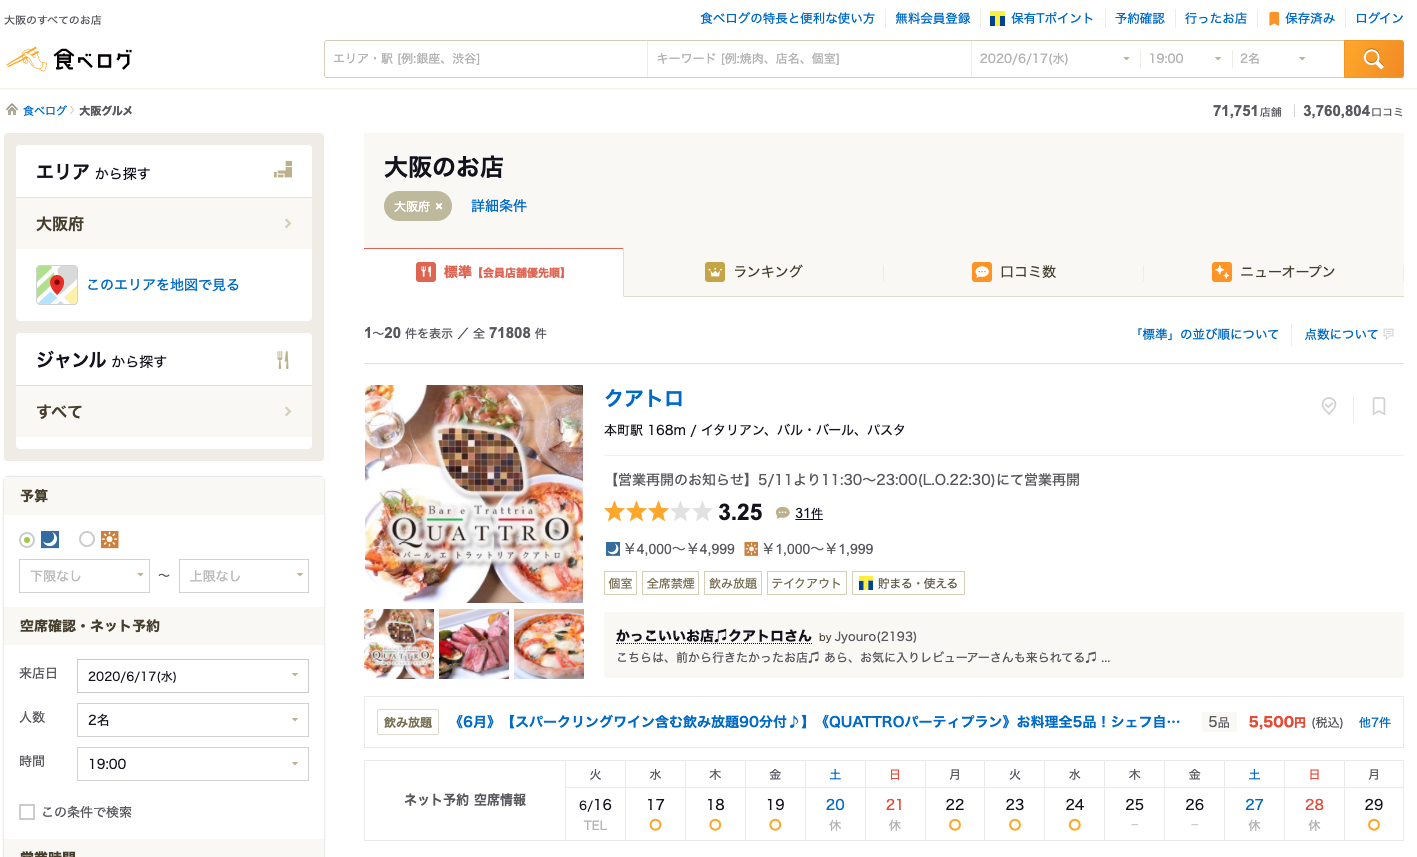 大阪のすべてのお店
食べログの特長と便利な使い方
無料会員登録
保有Tポイント
予約確認
行ったお店
保存済み
ログイン
食べログ
エリア・駅 [例:銀座、渋谷]
キーワード [例:焼肉、店名、個室]
2020/6/17(水)
19:00
2名
食べログ 〉 大阪グルメ
71,751店舗
3,760,804口コミ
エリア から探す
大阪府
このエリアを地図で見る
ジャンル から探す
すべて
予算
下限なし 〜 上限なし
空席確認・ネット予約
来店日 2020/6/17(水)
人数 2名
時間 19:00
この条件で検索
営業時間
大阪のお店
大阪府 ×
詳細条件
標準【会員店舗優先順】
ランキング
口コミ数
ニューオープン
1〜20 件を表示 ／ 全 71808 件
「標準」の並び順について
点数について
Bar e Trattria
QUATTRO
バール エ トラットリア クアトロ
クアトロ
本町駅 168m / イタリアン、バル・バール、パスタ
【営業再開のお知らせ】5/11より11:30〜23:00(L.O.22:30)にて営業再開
3.25 31件
￥4,000〜￥4,999 ￥1,000〜￥1,999
個室 全席禁煙 飲み放題 テイクアウト 貯まる・使える
かっこいいお店♫クアトロさん by Jyouro(2193)
こちらは、前から行きたかったお店♫ あら、お気に入りレビューアーさんも来られてる♫ ...
飲み放題 《6月》【スパークリングワイン含む飲み放題90分付♪】《QUATTROパーティプラン》お料理全5品！シェフ自… 5品 5,500円 (税込) 他7件
ネット予約 空席情報
火 水 木 金 土 日 月 火 水 木 金 土 日 月
6/16 17 18 19 20 21 22 23 24 25 26 27 28 29
TEL ○ ○ ○ 休 休 ○ ○ ○ － － 休 休 ○